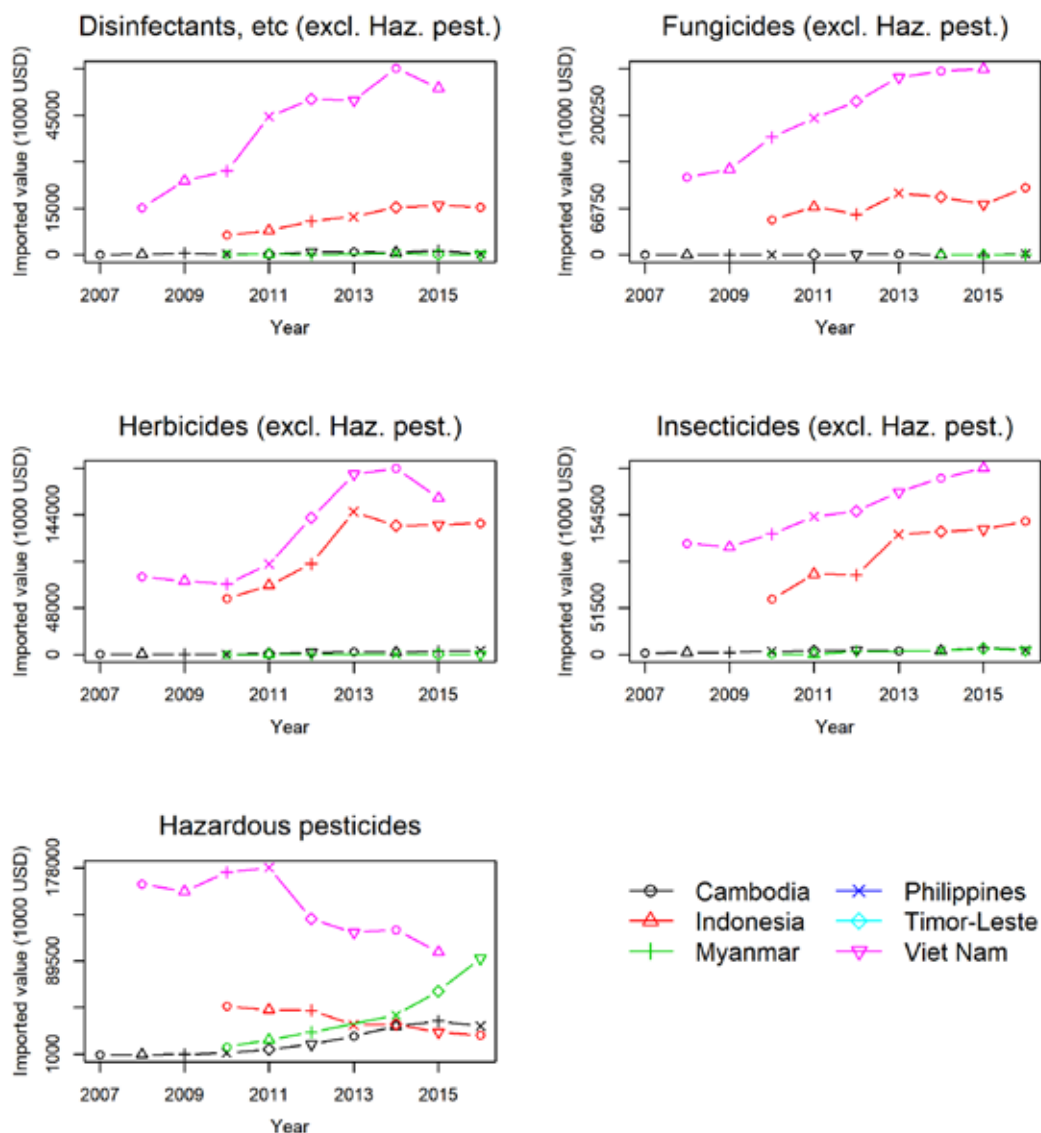 Disinfectants, etc (excl. Haz. pest.)
Imported value (1000 USD)
45000
15000
0
2007 2009 2011 2013 2015
Year
Fungicides (excl. Haz. pest.)
Imported value (1000 USD)
200250
66750
0
2007 2009 2011 2013 2015
Year
Herbicides (excl. Haz. pest.)
Imported value (1000 USD)
144000
48000
0
2007 2009 2011 2013 2015
Year
Insecticides (excl. Haz. pest.)
Imported value (1000 USD)
154500
51500
0
2007 2009 2011 2013 2015
Year
Hazardous pesticides
Imported value (1000 USD)
178000
89500
1000
2007 2009 2011 2013 2015
Year
Cambodia
Indonesia
Myanmar
Philippines
Timor-Leste
Viet Nam